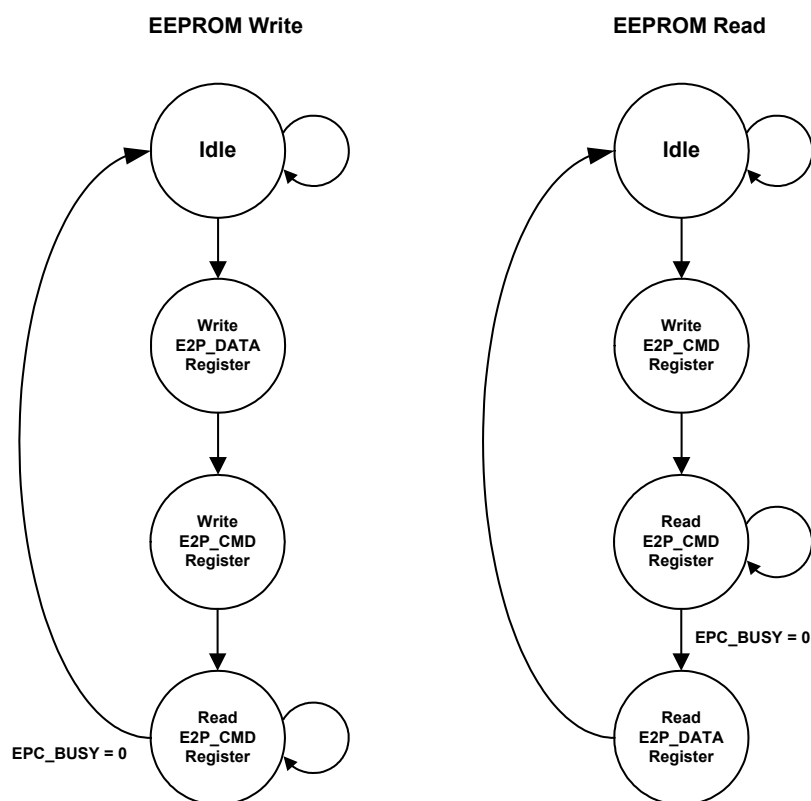 EEPROM Write
Idle
Write
E2P_DATA
Register
Write
E2P_CMD
Register
Read
E2P_CMD
Register
EPC_BUSY = 0
EEPROM Read
Idle
Write
E2P_CMD
Register
Read
E2P_CMD
Register
EPC_BUSY = 0
Read
E2P_DATA
Register